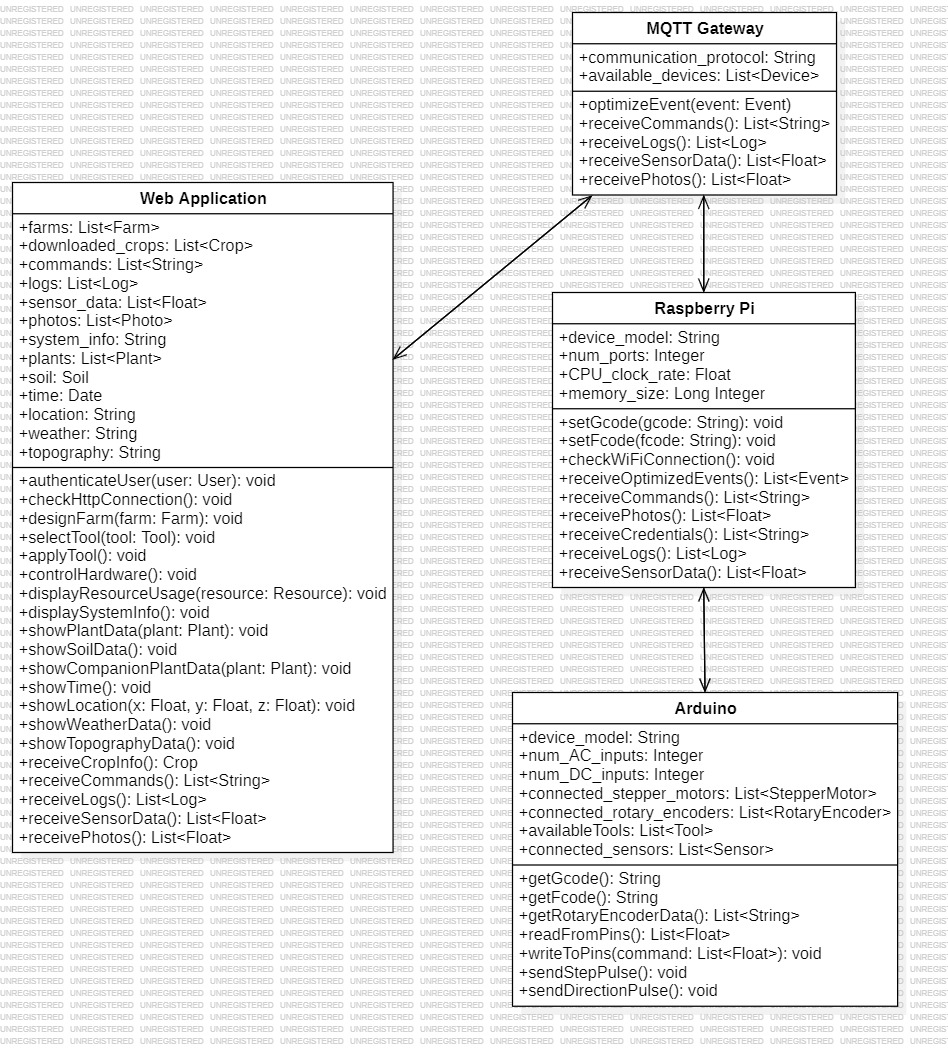 MQTT Gateway
+communication_protocol: String
+available_devices: List<Device>
+optimizeEvent(event: Event)
+receiveCommands(): List<String>
+receiveLogs(): List<Log>
+receiveSensorData(): List<Float>
+receivePhotos(): List<Float>
Web Application
+farms: List<Farm>
+downloaded_crops: List<Crop>
+commands: List<String>
+logs: List<Log>
+sensor_data: List<Float>
+photos: List<Photo>
+system_info: String
+plants: List<Plant>
+soil: Soil
+time: Date
+location: String
+weather: String
+topography: String
+authenticateUser(user: User): void
+checkHttpConnection(): void
+designFarm(farm: Farm): void
+selectTool(tool: Tool): void
+applyTool(): void
+controlHardware(): void
+displayResourceUsage(resource: Resource): void
+displaySystemInfo(): void
+showPlantData(plant: Plant): void
+showSoilData(): void
+showCompanionPlantData(plant: Plant): void
+showTime(): void
+showLocation(x: Float, y: Float, z: Float): void
+showWeatherData(): void
+showTopographyData(): void
+receiveCropInfo(): Crop
+receiveCommands(): List<String>
+receiveLogs(): List<Log>
+receiveSensorData(): List<Float>
+receivePhotos(): List<Float>
Raspberry Pi
+device_model: String
+num_ports: Integer
+CPU_clock_rate: Float
+memory_size: Long Integer
+setGcode(gcode: String): void
+setFcode(fcode: String): void
+checkWiFiConnection(): void
+receiveOptimizedEvents(): List<Event>
+receiveCommands(): List<String>
+receivePhotos(): List<Float>
+receiveCredentials(): List<String>
+receiveLogs(): List<Log>
+receiveSensorData(): List<Float>
Arduino
+device_model: String
+num_AC_inputs: Integer
+num_DC_inputs: Integer
+connected_stepper_motors: List<StepperMotor>
+connected_rotary_encoders: List<RotaryEncoder>
+availableTools: List<Tool>
+connected_sensors: List<Sensor>
+getGcode(): String
+getFcode(): String
+getRotaryEncoderData(): List<String>
+readFromPins(): List<Float>
+writeToPins(command: List<Float>): void
+sendStepPulse(): void
+sendDirectionPulse(): void
UNREGISTERED